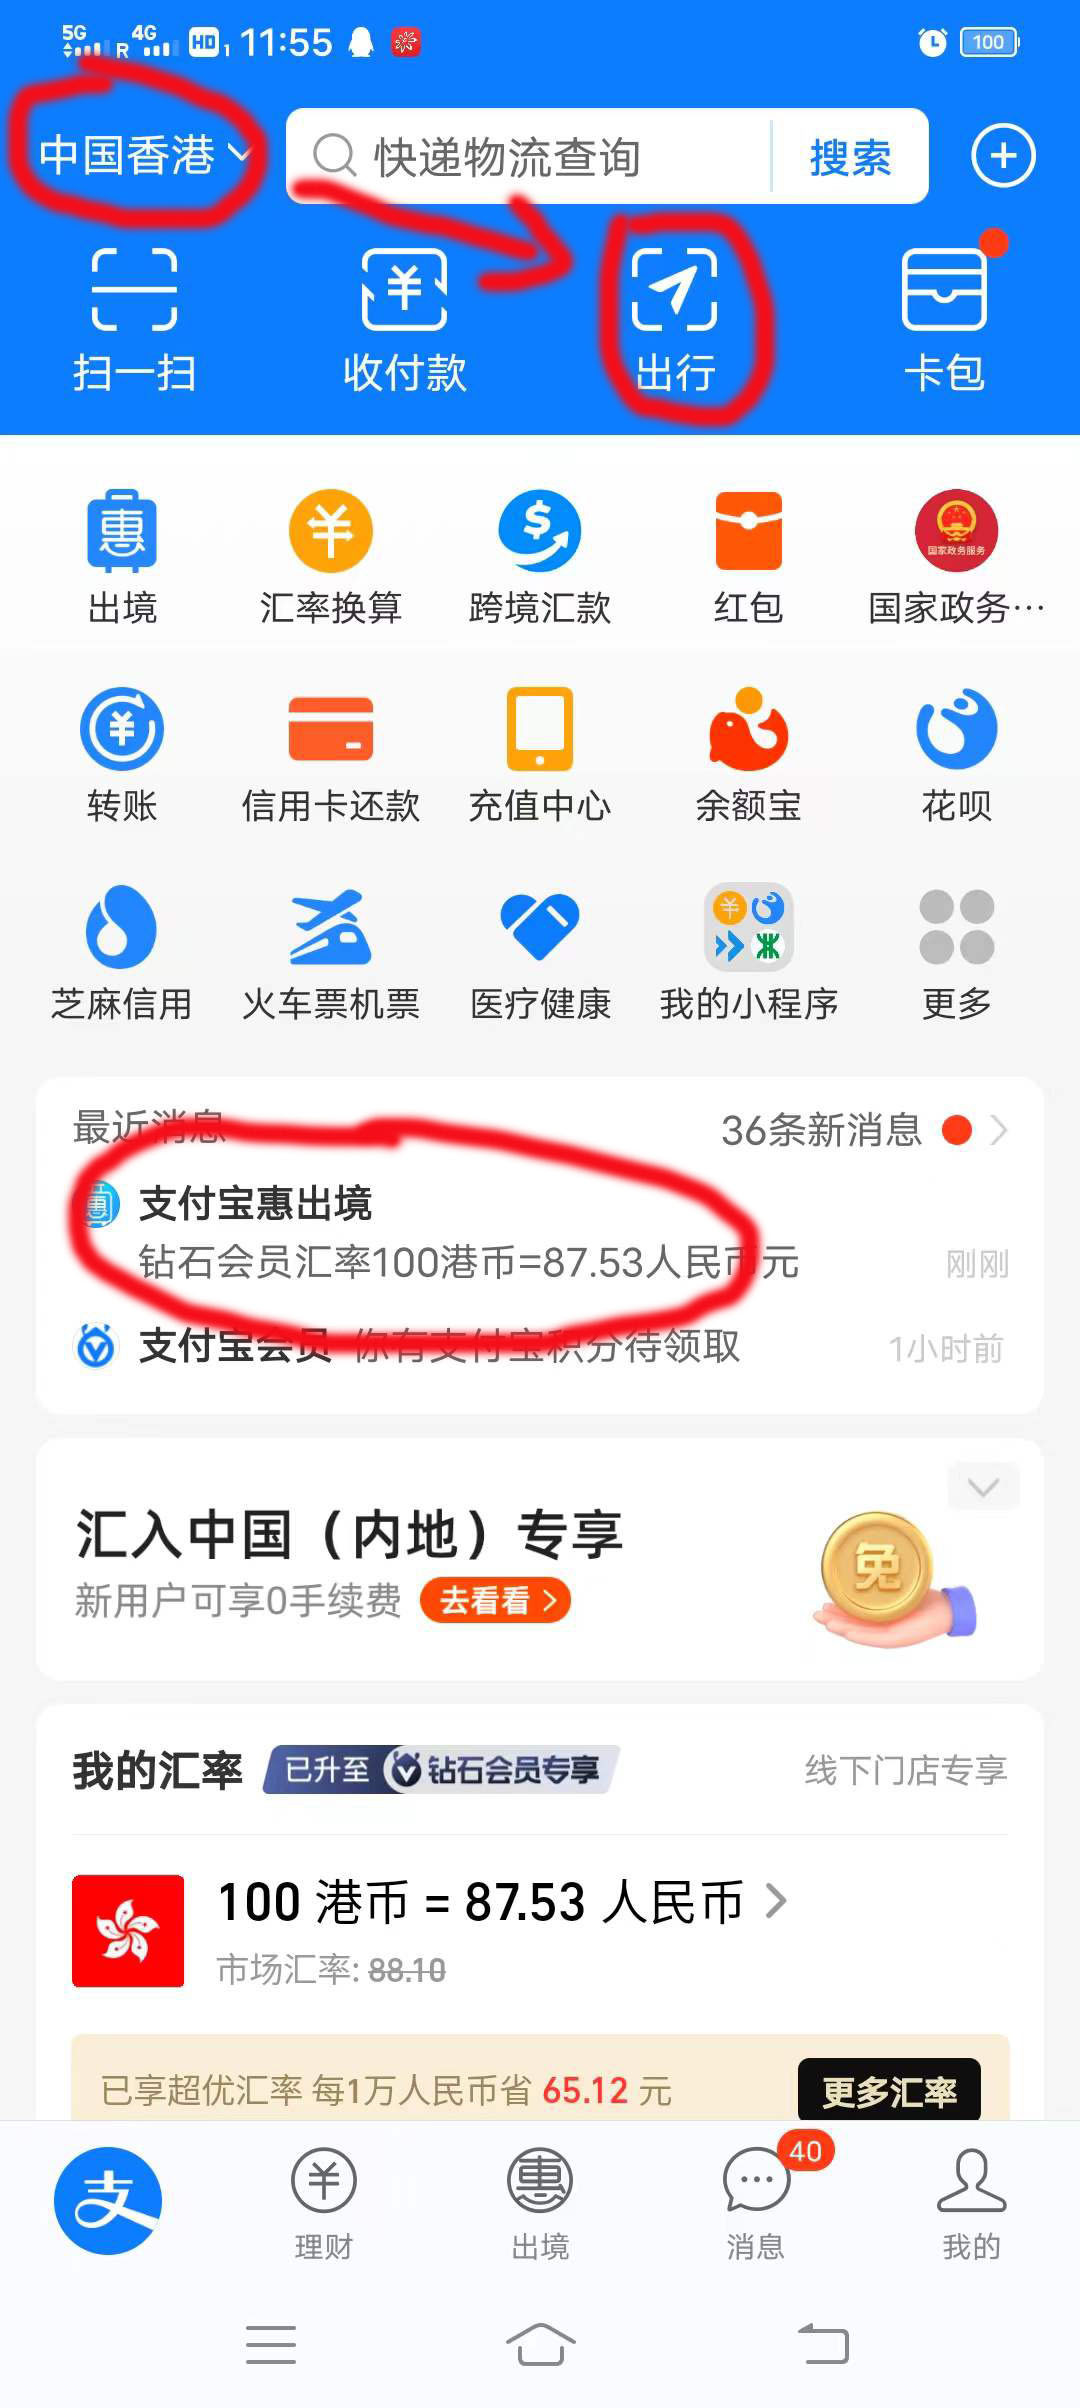 5G 4G R HD 1 11:55 100
中国香港 快递物流查询 搜索
扫一扫 收付款 出行 卡包
惠 国家政务服务
出境 汇率换算 跨境汇款 红包 国家政务…
转账 信用卡还款 充值中心 余额宝 花呗
芝麻信用 火车票机票 医疗健康 我的小程序 更多
最近消息 36条新消息
惠 支付宝惠出境
钻石会员汇率100港币=87.53人民币元 刚刚
支付宝会员 你有支付宝积分待领取 1小时前
汇入中国（内地）专享
新用户可享0手续费 去看看 >
免
我的汇率 已升至 钻石会员专享 线下门店专享
100 港币 = 87.53 人民币
市场汇率: 88.10
已享超优汇率 每1万人民币省 65.12 元 更多汇率
支 惠 40
理财 出境 消息 我的